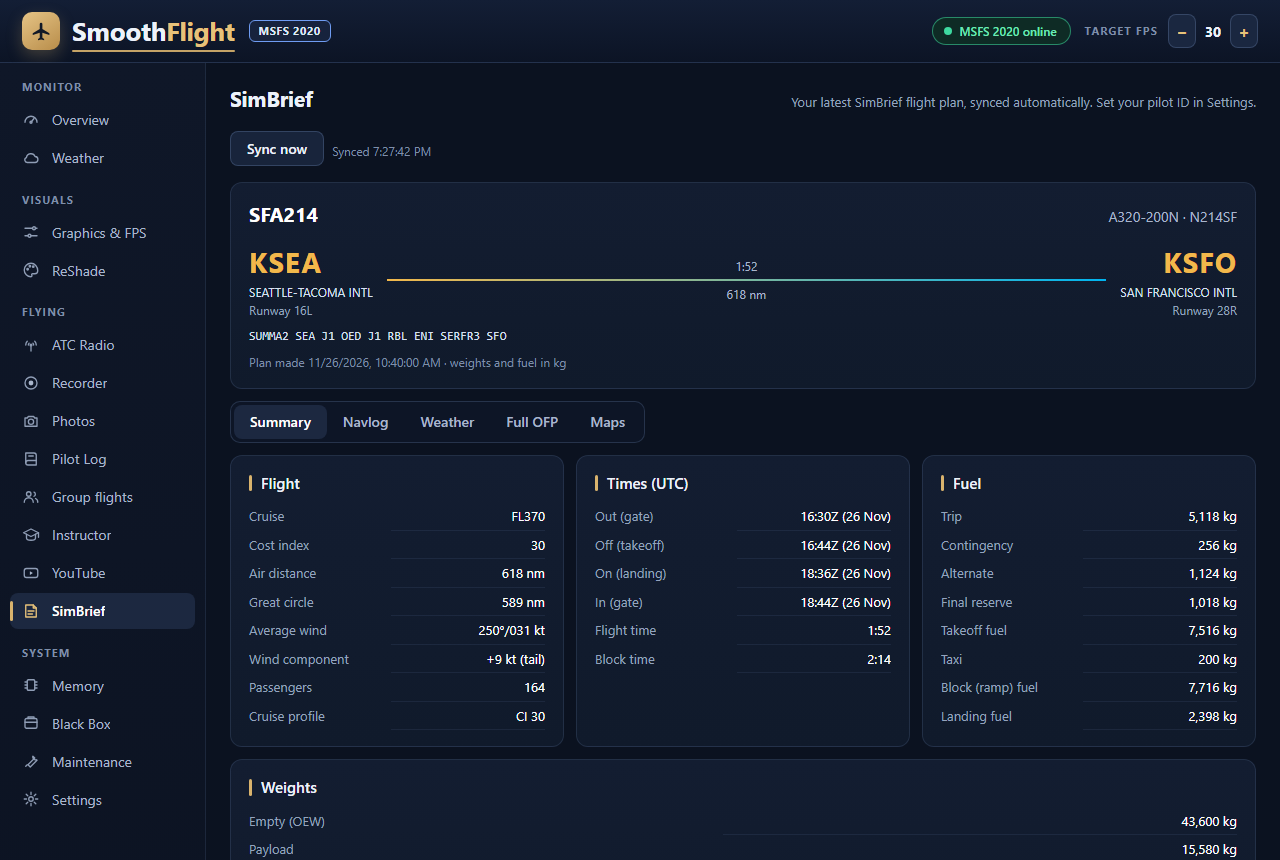 SmoothFlight MSFS 2020 MSFS 2020 online TARGET FPS − 30 +
MONITOR
Overview
Weather
VISUALS
Graphics & FPS
ReShade
FLYING
ATC Radio
Recorder
Photos
Pilot Log
Group flights
Instructor
YouTube
SimBrief
SYSTEM
Memory
Black Box
Maintenance
Settings
SimBrief
Your latest SimBrief flight plan, synced automatically. Set your pilot ID in Settings.
Sync now Synced 7:27:42 PM
SFA214 A320-200N · N214SF
KSEA 1:52 KSFO
SEATTLE-TACOMA INTL 618 nm SAN FRANCISCO INTL
Runway 16L Runway 28R
SUMMA2 SEA J1 OED J1 RBL ENI SERFR3 SFO
Plan made 11/26/2026, 10:40:00 AM · weights and fuel in kg
Summary Navlog Weather Full OFP Maps
Flight
Cruise FL370
Cost index 30
Air distance 618 nm
Great circle 589 nm
Average wind 250°/031 kt
Wind component +9 kt (tail)
Passengers 164
Cruise profile CI 30
Times (UTC)
Out (gate) 16:30Z (26 Nov)
Off (takeoff) 16:44Z (26 Nov)
On (landing) 18:36Z (26 Nov)
In (gate) 18:44Z (26 Nov)
Flight time 1:52
Block time 2:14
Fuel
Trip 5,118 kg
Contingency 256 kg
Alternate 1,124 kg
Final reserve 1,018 kg
Takeoff fuel 7,516 kg
Taxi 200 kg
Block (ramp) fuel 7,716 kg
Landing fuel 2,398 kg
Weights
Empty (OEW) 43,600 kg
Payload 15,580 kg